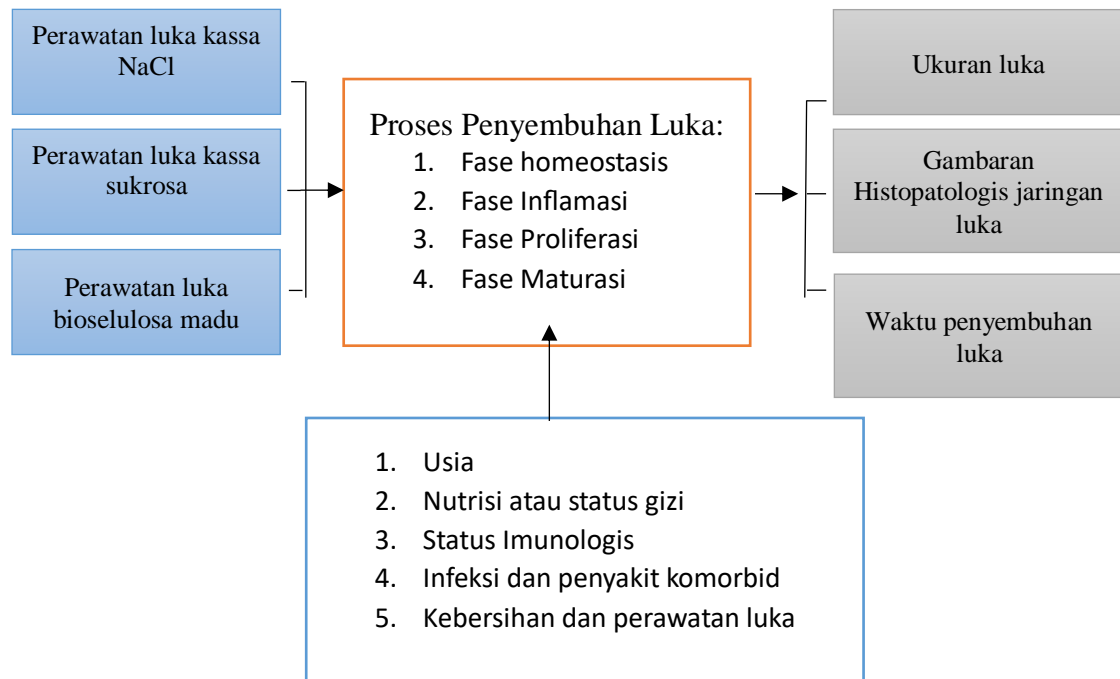 Perawatan luka kassa
NaCl
Perawatan luka kassa
sukrosa
Perawatan luka
bioselulosa madu
Proses Penyembuhan Luka:
1. Fase homeostasis
2. Fase Inflamasi
3. Fase Proliferasi
4. Fase Maturasi
Ukuran luka
Gambaran
Histopatologis jaringan
luka
Waktu penyembuhan
luka
1. Usia
2. Nutrisi atau status gizi
3. Status Imunologis
4. Infeksi dan penyakit komorbid
5. Kebersihan dan perawatan luka